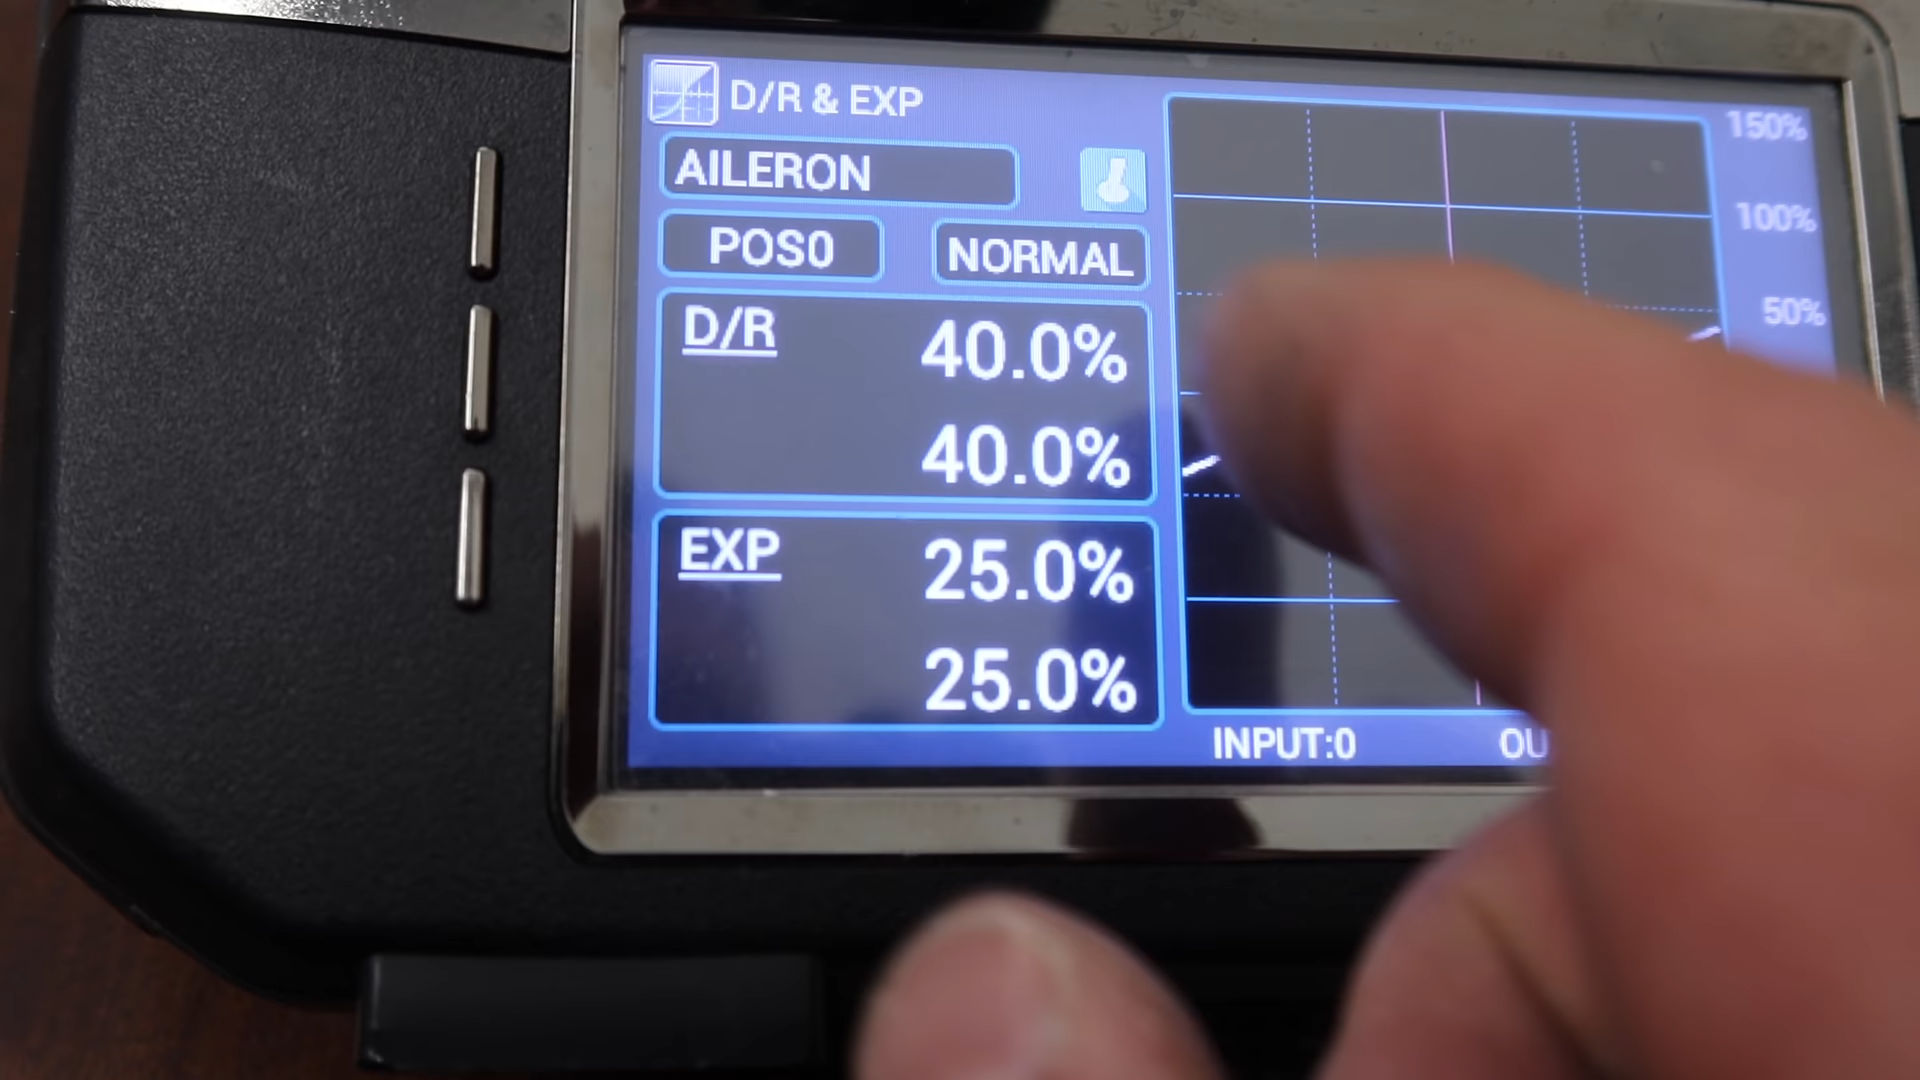 D/R & EXP
AILERON
POS0 NORMAL
D/R 40.0%
40.0%
EXP 25.0%
25.0%
150%
100%
50%
INPUT:0